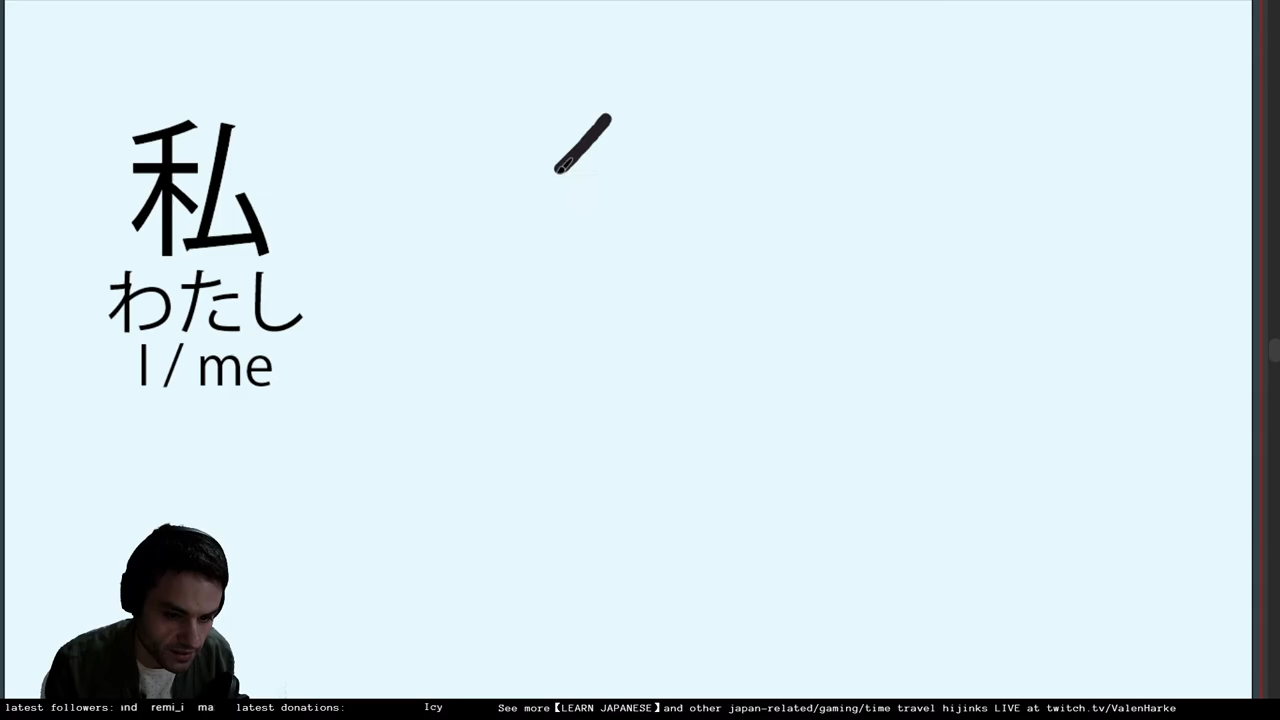 私
わたし
I / me
latest followers: ind remi_i ma latest donations: Icy See more【LEARN JAPANESE】and other japan-related/gaming/time travel hijinks LIVE at twitch.tv/ValenHarke